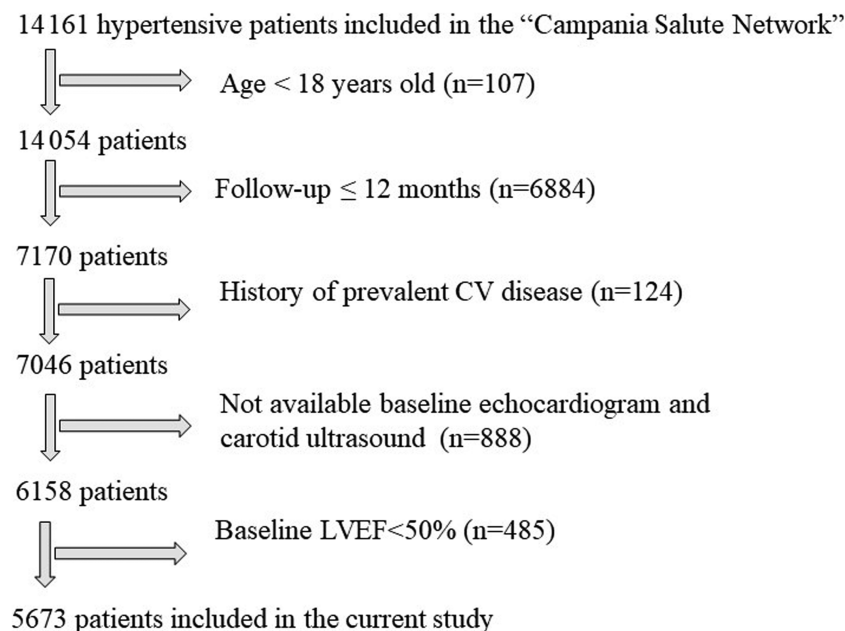 14 161 hypertensive patients included in the “Campania Salute Network”
Age < 18 years old (n=107)
14 054 patients
Follow-up ≤ 12 months (n=6884)
7170 patients
History of prevalent CV disease (n=124)
7046 patients
Not available baseline echocardiogram and
carotid ultrasound (n=888)
6158 patients
Baseline LVEF<50% (n=485)
5673 patients included in the current study